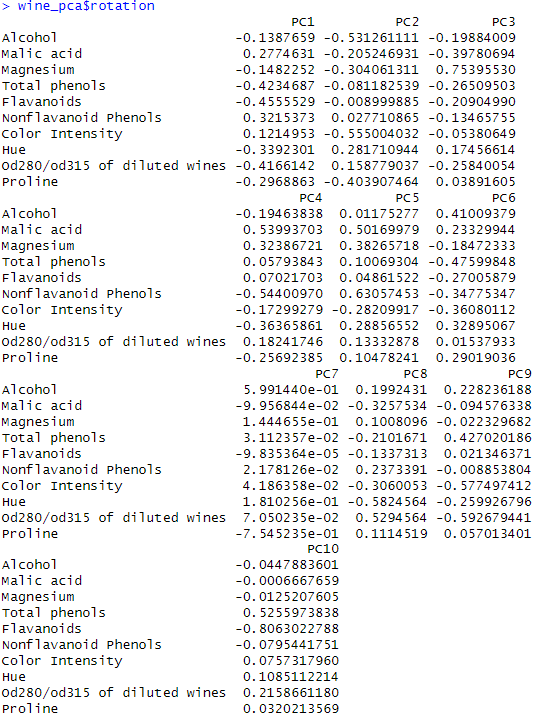 > wine_pca$rotation
PC1 PC2 PC3
Alcohol -0.1387659 -0.531261111 -0.19884009
Malic acid 0.2774631 -0.205246931 -0.39780694
Magnesium -0.1482252 -0.304061311 0.75395530
Total phenols -0.4234687 -0.081182539 -0.26509503
Flavanoids -0.4555529 -0.008999885 -0.20904990
Nonflavanoid Phenols 0.3215373 0.027710865 -0.13465755
Color Intensity 0.1214953 -0.555004032 -0.05380649
Hue -0.3392301 0.281710944 0.17456614
Od280/od315 of diluted wines -0.4166142 0.158779037 -0.25840054
Proline -0.2968863 -0.403907464 0.03891605
PC4 PC5 PC6
Alcohol -0.19463838 0.01175277 0.41009379
Malic acid 0.53993703 0.50169979 0.23329944
Magnesium 0.32386721 0.38265718 -0.18472333
Total phenols 0.05793843 0.10069304 -0.47599848
Flavanoids 0.07021703 0.04861522 -0.27005879
Nonflavanoid Phenols -0.54400970 0.63057453 -0.34775347
Color Intensity -0.17299279 -0.28209917 -0.36080112
Hue -0.36365861 0.28856552 0.32895067
Od280/od315 of diluted wines 0.18241746 0.13332878 0.01537933
Proline -0.25692385 0.10478241 0.29019036
PC7 PC8 PC9
Alcohol 5.991440e-01 0.1992431 0.228236188
Malic acid -9.956844e-02 -0.3257534 -0.094576338
Magnesium 1.444655e-01 0.1008096 -0.022329682
Total phenols 3.112357e-02 -0.2101671 0.427020186
Flavanoids -9.835364e-05 -0.1337313 0.021346371
Nonflavanoid Phenols 2.178126e-02 0.2373391 -0.008853804
Color Intensity 4.186358e-02 -0.3060053 -0.577497412
Hue 1.810256e-01 -0.5824564 -0.259926796
Od280/od315 of diluted wines 7.050235e-02 0.5294564 -0.592679441
Proline -7.545235e-01 0.1114519 0.057013401
PC10
Alcohol -0.0447883601
Malic acid -0.0006667659
Magnesium -0.0125207605
Total phenols 0.5255973838
Flavanoids -0.8063022788
Nonflavanoid Phenols -0.0795441751
Color Intensity 0.0757317960
Hue 0.1085112214
Od280/od315 of diluted wines 0.2158661180
Proline 0.0320213569